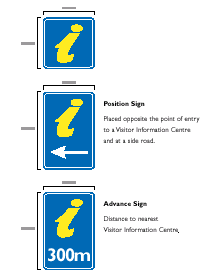 i
i
Position Sign
Placed opposite the point of entry
to a Visitor Information Centre
and at a side road.
i
300m
Advance Sign
Distance to nearest
Visitor Information Centre.